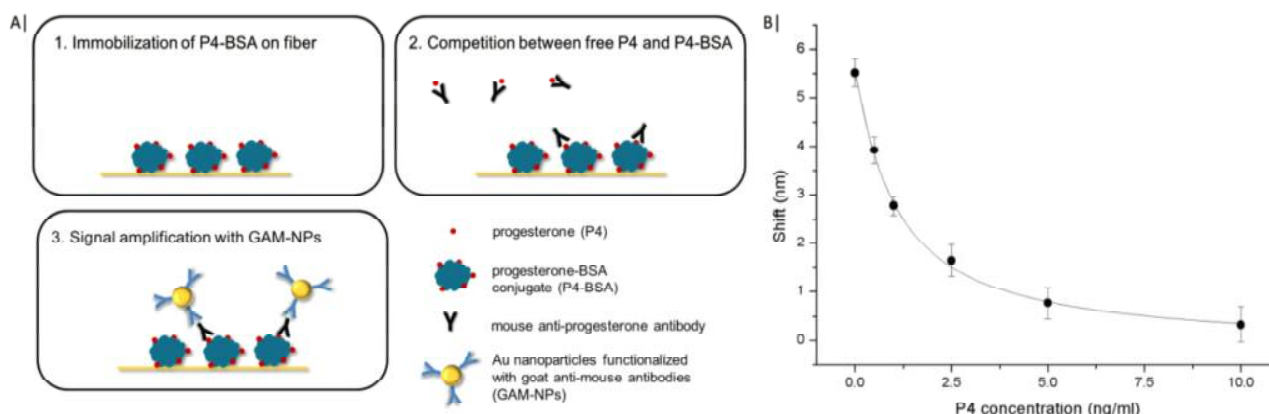 A|
1. Immobilization of P4-BSA on fiber
2. Competition between free P4 and P4-BSA
3. Signal amplification with GAM-NPs
progesterone (P4)
progesterone-BSA
conjugate (P4-BSA)
mouse anti-progesterone antibody
Au nanoparticles functionalized
with goat anti-mouse antibodies
(GAM-NPs)
B|
Shift (nm)
6
5
4
3
2
1
0
0.0 2.5 5.0 7.5 10.0
P4 concentration (ng/ml)